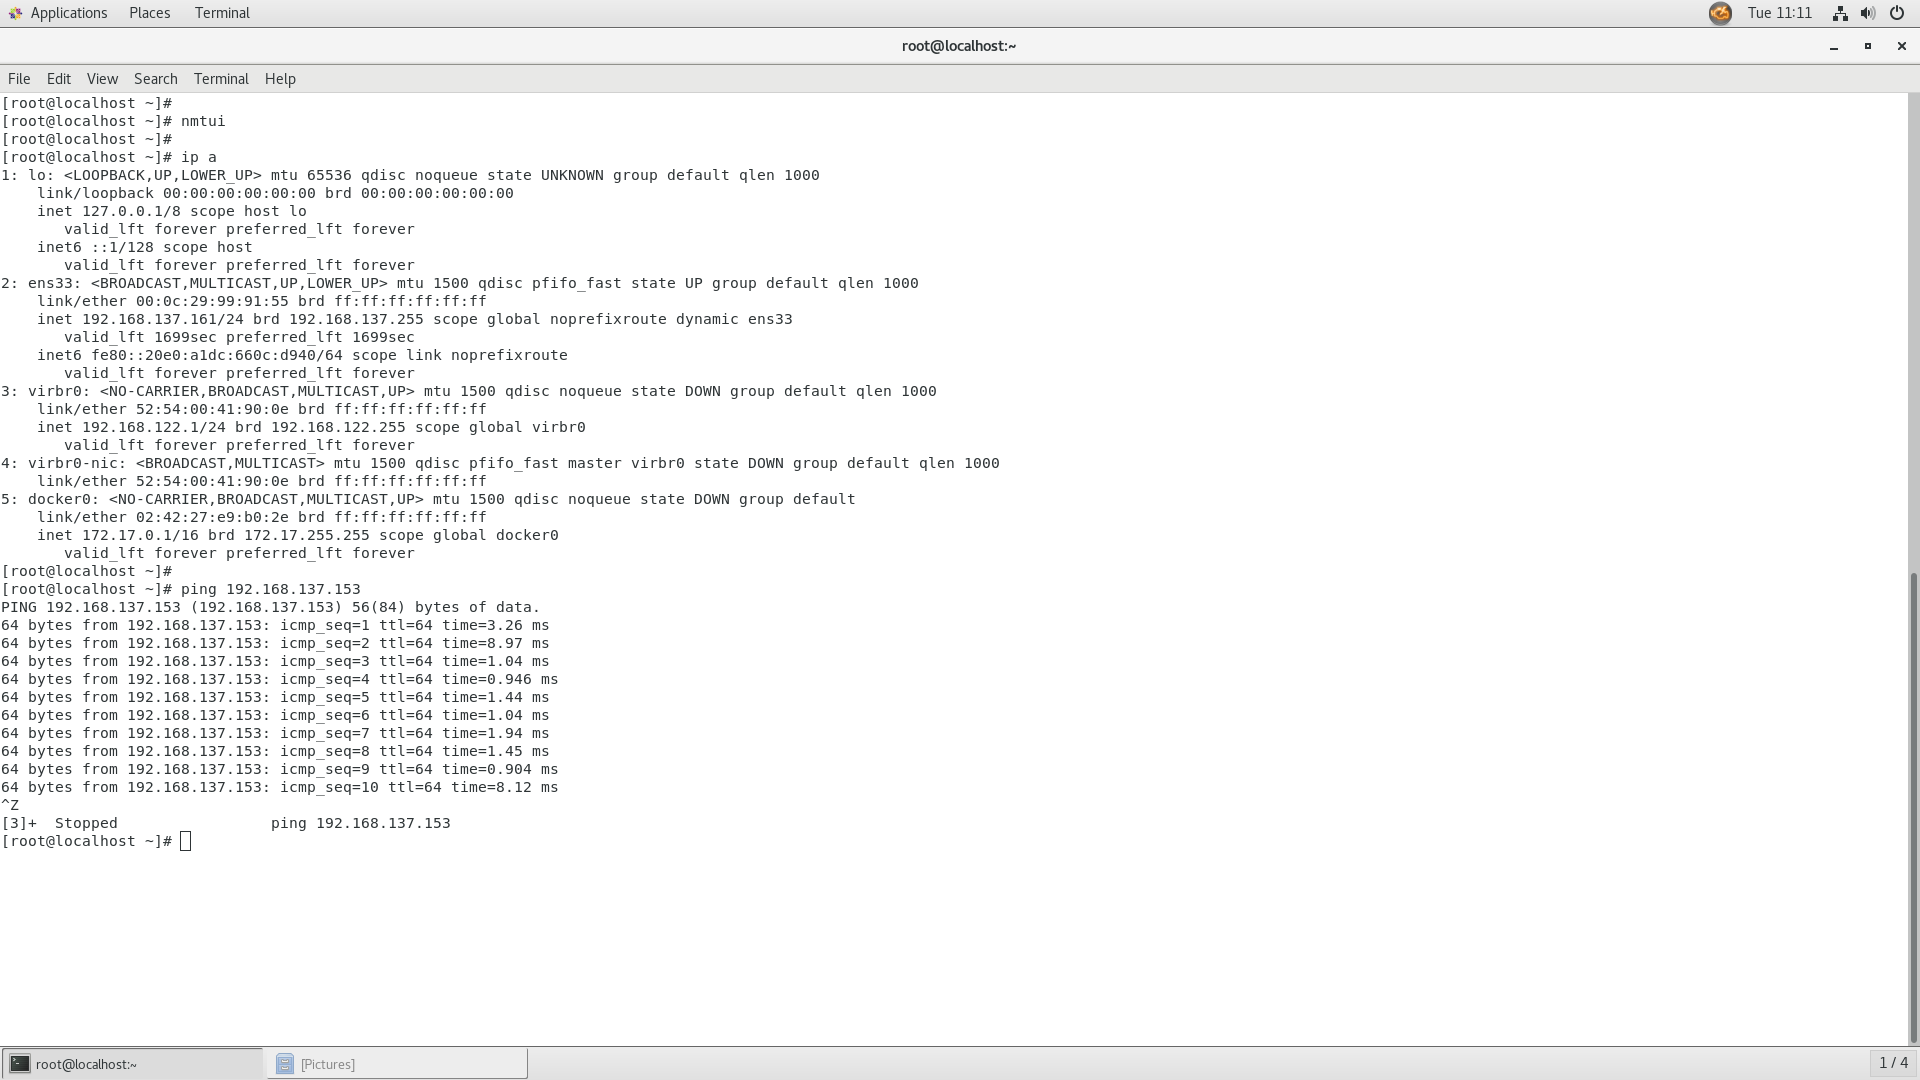 Applications Places Terminal Tue 11:11
root@localhost:~
File Edit View Search Terminal Help
[root@localhost ~]#
[root@localhost ~]# nmtui
[root@localhost ~]#
[root@localhost ~]# ip a
1: lo: <LOOPBACK,UP,LOWER_UP> mtu 65536 qdisc noqueue state UNKNOWN group default qlen 1000
    link/loopback 00:00:00:00:00:00 brd 00:00:00:00:00:00
    inet 127.0.0.1/8 scope host lo
       valid_lft forever preferred_lft forever
    inet6 ::1/128 scope host
       valid_lft forever preferred_lft forever
2: ens33: <BROADCAST,MULTICAST,UP,LOWER_UP> mtu 1500 qdisc pfifo_fast state UP group default qlen 1000
    link/ether 00:0c:29:99:91:55 brd ff:ff:ff:ff:ff:ff
    inet 192.168.137.161/24 brd 192.168.137.255 scope global noprefixroute dynamic ens33
       valid_lft 1699sec preferred_lft 1699sec
    inet6 fe80::20e0:a1dc:660c:d940/64 scope link noprefixroute
       valid_lft forever preferred_lft forever
3: virbr0: <NO-CARRIER,BROADCAST,MULTICAST,UP> mtu 1500 qdisc noqueue state DOWN group default qlen 1000
    link/ether 52:54:00:41:90:0e brd ff:ff:ff:ff:ff:ff
    inet 192.168.122.1/24 brd 192.168.122.255 scope global virbr0
       valid_lft forever preferred_lft forever
4: virbr0-nic: <BROADCAST,MULTICAST> mtu 1500 qdisc pfifo_fast master virbr0 state DOWN group default qlen 1000
    link/ether 52:54:00:41:90:0e brd ff:ff:ff:ff:ff:ff
5: docker0: <NO-CARRIER,BROADCAST,MULTICAST,UP> mtu 1500 qdisc noqueue state DOWN group default
    link/ether 02:42:27:e9:b0:2e brd ff:ff:ff:ff:ff:ff
    inet 172.17.0.1/16 brd 172.17.255.255 scope global docker0
       valid_lft forever preferred_lft forever
[root@localhost ~]#
[root@localhost ~]# ping 192.168.137.153
PING 192.168.137.153 (192.168.137.153) 56(84) bytes of data.
64 bytes from 192.168.137.153: icmp_seq=1 ttl=64 time=3.26 ms
64 bytes from 192.168.137.153: icmp_seq=2 ttl=64 time=8.97 ms
64 bytes from 192.168.137.153: icmp_seq=3 ttl=64 time=1.04 ms
64 bytes from 192.168.137.153: icmp_seq=4 ttl=64 time=0.946 ms
64 bytes from 192.168.137.153: icmp_seq=5 ttl=64 time=1.44 ms
64 bytes from 192.168.137.153: icmp_seq=6 ttl=64 time=1.04 ms
64 bytes from 192.168.137.153: icmp_seq=7 ttl=64 time=1.94 ms
64 bytes from 192.168.137.153: icmp_seq=8 ttl=64 time=1.45 ms
64 bytes from 192.168.137.153: icmp_seq=9 ttl=64 time=0.904 ms
64 bytes from 192.168.137.153: icmp_seq=10 ttl=64 time=8.12 ms
^Z
[3]+  Stopped                 ping 192.168.137.153
[root@localhost ~]#
root@localhost:~ [Pictures] 1 / 4